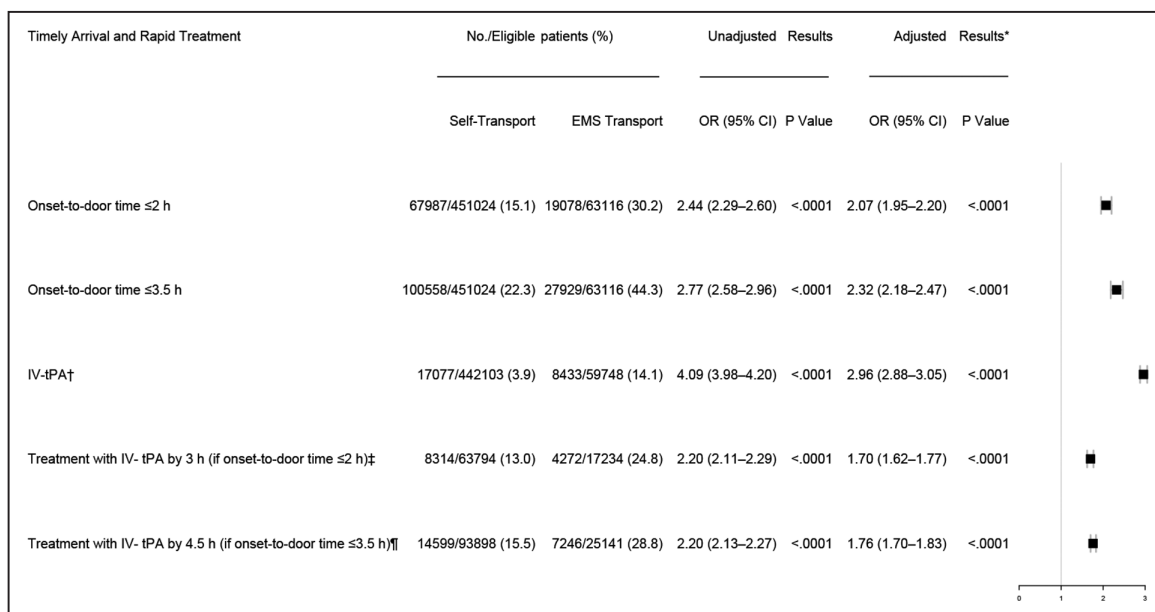 Timely Arrival and Rapid Treatment No./Eligible patients (%) Unadjusted Results Adjusted Results*
Self-Transport EMS Transport OR (95% CI) P Value OR (95% CI) P Value
Onset-to-door time ≤2 h 67987/451024 (15.1) 19078/63116 (30.2) 2.44 (2.29–2.60) <.0001 2.07 (1.95–2.20) <.0001
Onset-to-door time ≤3.5 h 100558/451024 (22.3) 27929/63116 (44.3) 2.77 (2.58–2.96) <.0001 2.32 (2.18–2.47) <.0001
IV-tPA† 17077/442103 (3.9) 8433/59748 (14.1) 4.09 (3.98–4.20) <.0001 2.96 (2.88–3.05) <.0001
Treatment with IV- tPA by 3 h (if onset-to-door time ≤2 h)‡ 8314/63794 (13.0) 4272/17234 (24.8) 2.20 (2.11–2.29) <.0001 1.70 (1.62–1.77) <.0001
Treatment with IV- tPA by 4.5 h (if onset-to-door time ≤3.5 h)¶ 14599/93898 (15.5) 7246/25141 (28.8) 2.20 (2.13–2.27) <.0001 1.76 (1.70–1.83) <.0001
0 1 2 3